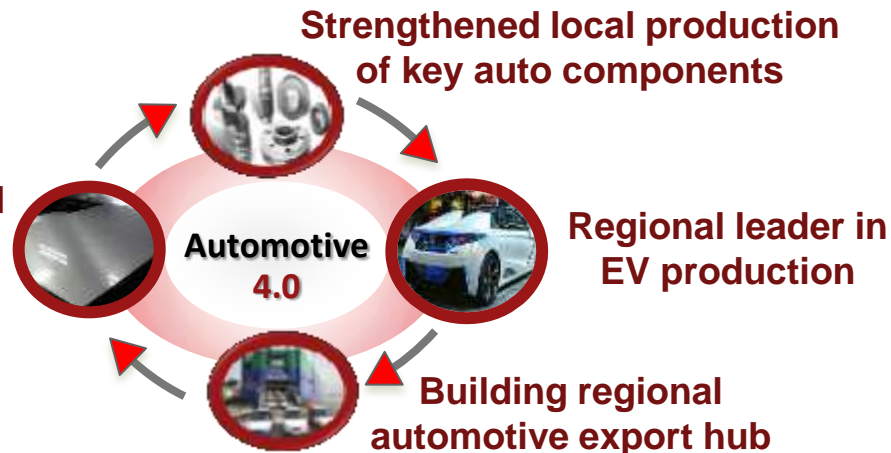 Strengthened local production
of key auto components
Automotive
4.0
Regional leader in
EV production
Building regional
automotive export hub